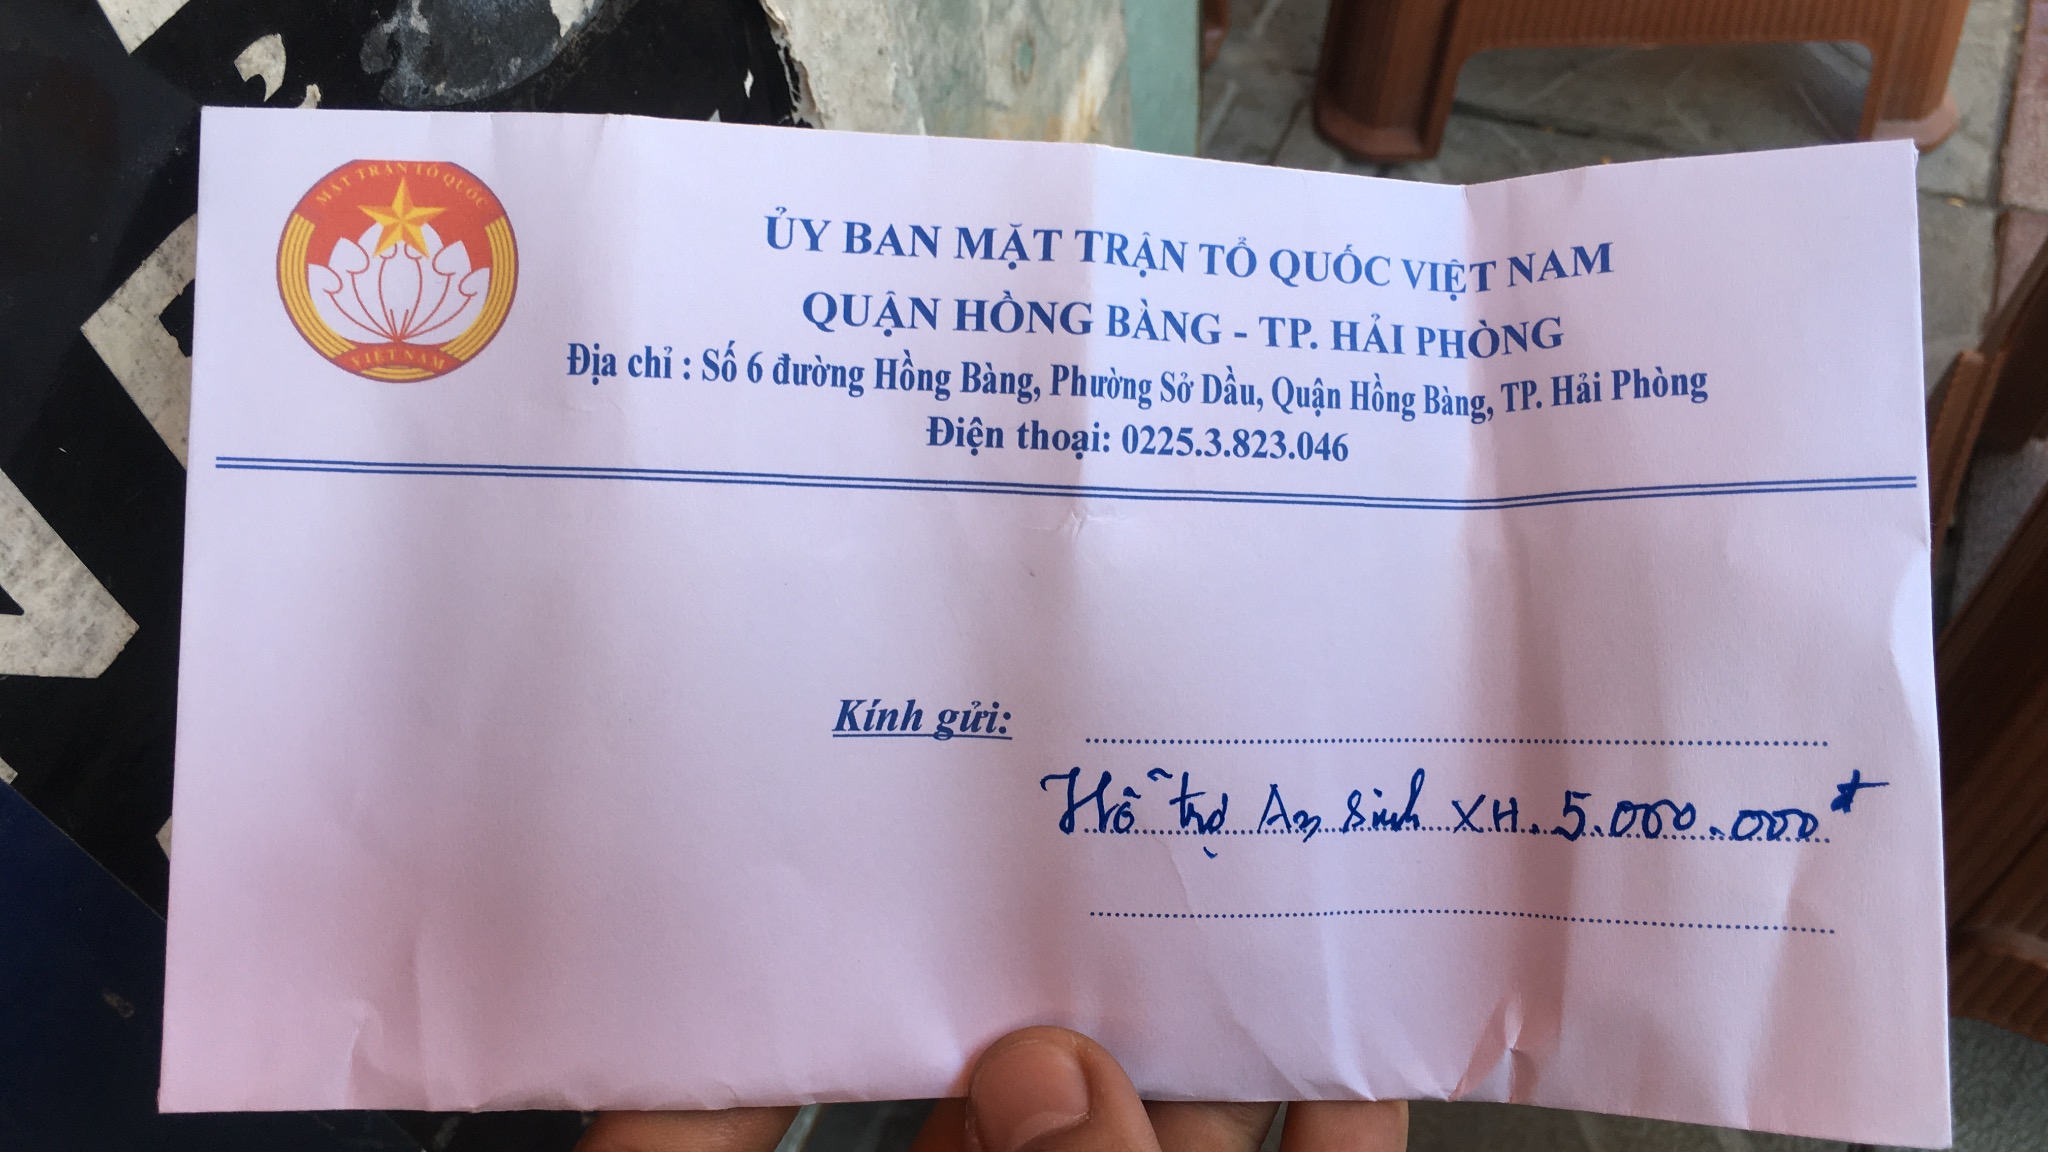 MẶT TRẬN TỔ QUỐC
VIỆT NAM
ỦY BAN MẶT TRẬN TỔ QUỐC VIỆT NAM
QUẬN HỒNG BÀNG - TP. HẢI PHÒNG
Địa chỉ : Số 6 đường Hồng Bàng, Phường Sở Dầu, Quận Hồng Bàng, TP. Hải Phòng
Điện thoại: 0225.3.823.046
Kính gửi:
Hỗ trợ An sinh XH. 5.000.000đ